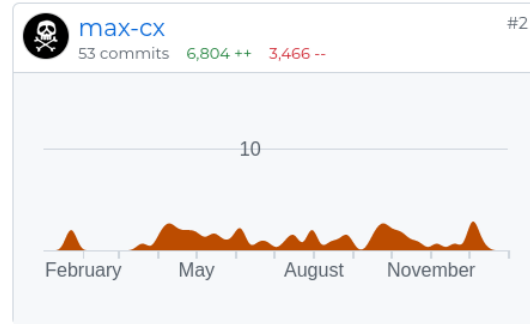 max-cx
#2
53 commits 6,804 ++ 3,466 --
10
February May August November